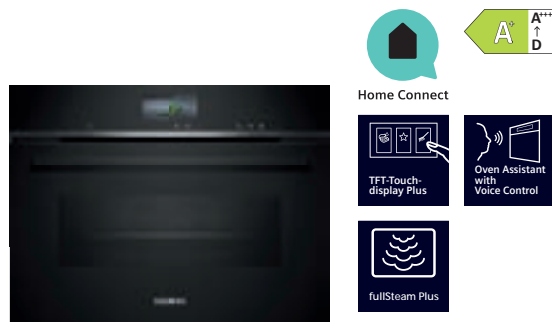 A+
A+++
↑
D
Home Connect
TFT-Touch-
display Plus
Oven Assistant
with
Voice Control
fullSteam Plus